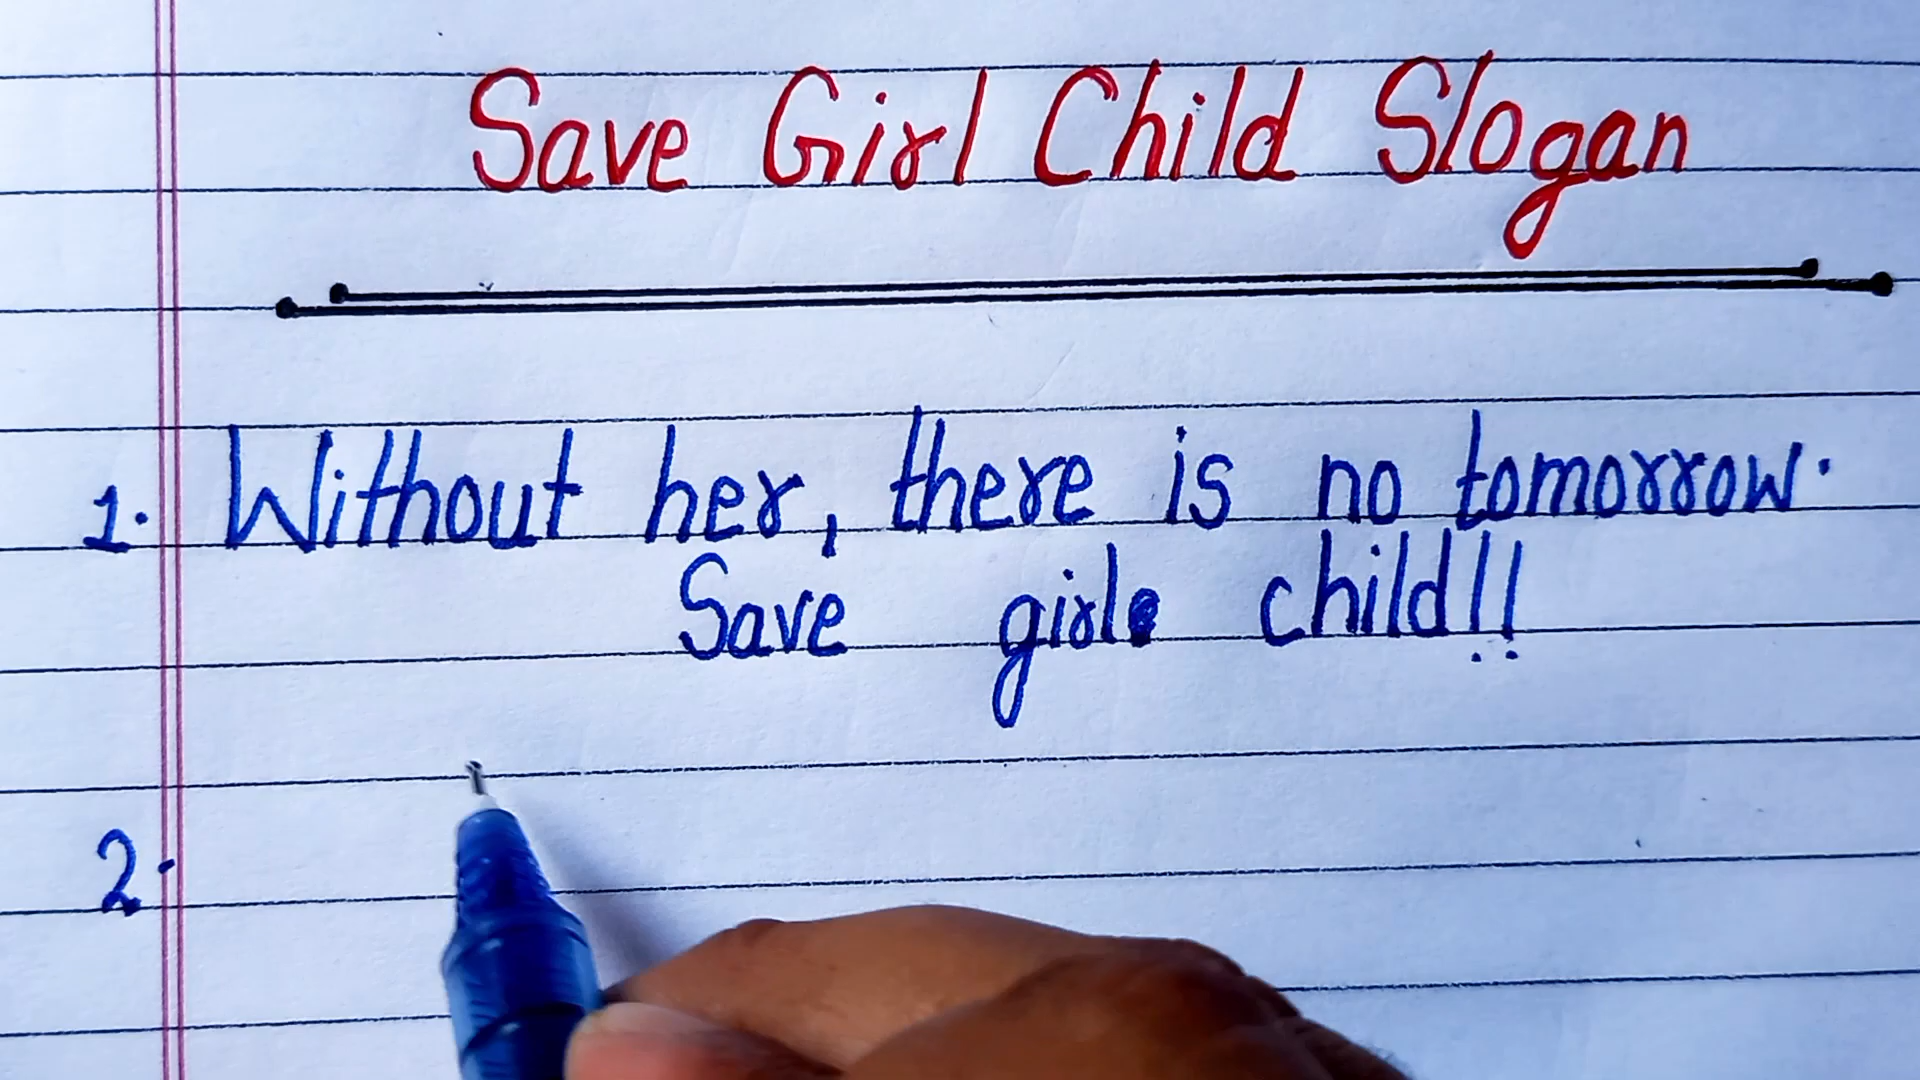 Save Girl Child Slogan
1. Without her, there is no tomorrow.
Save girl child!!
2.